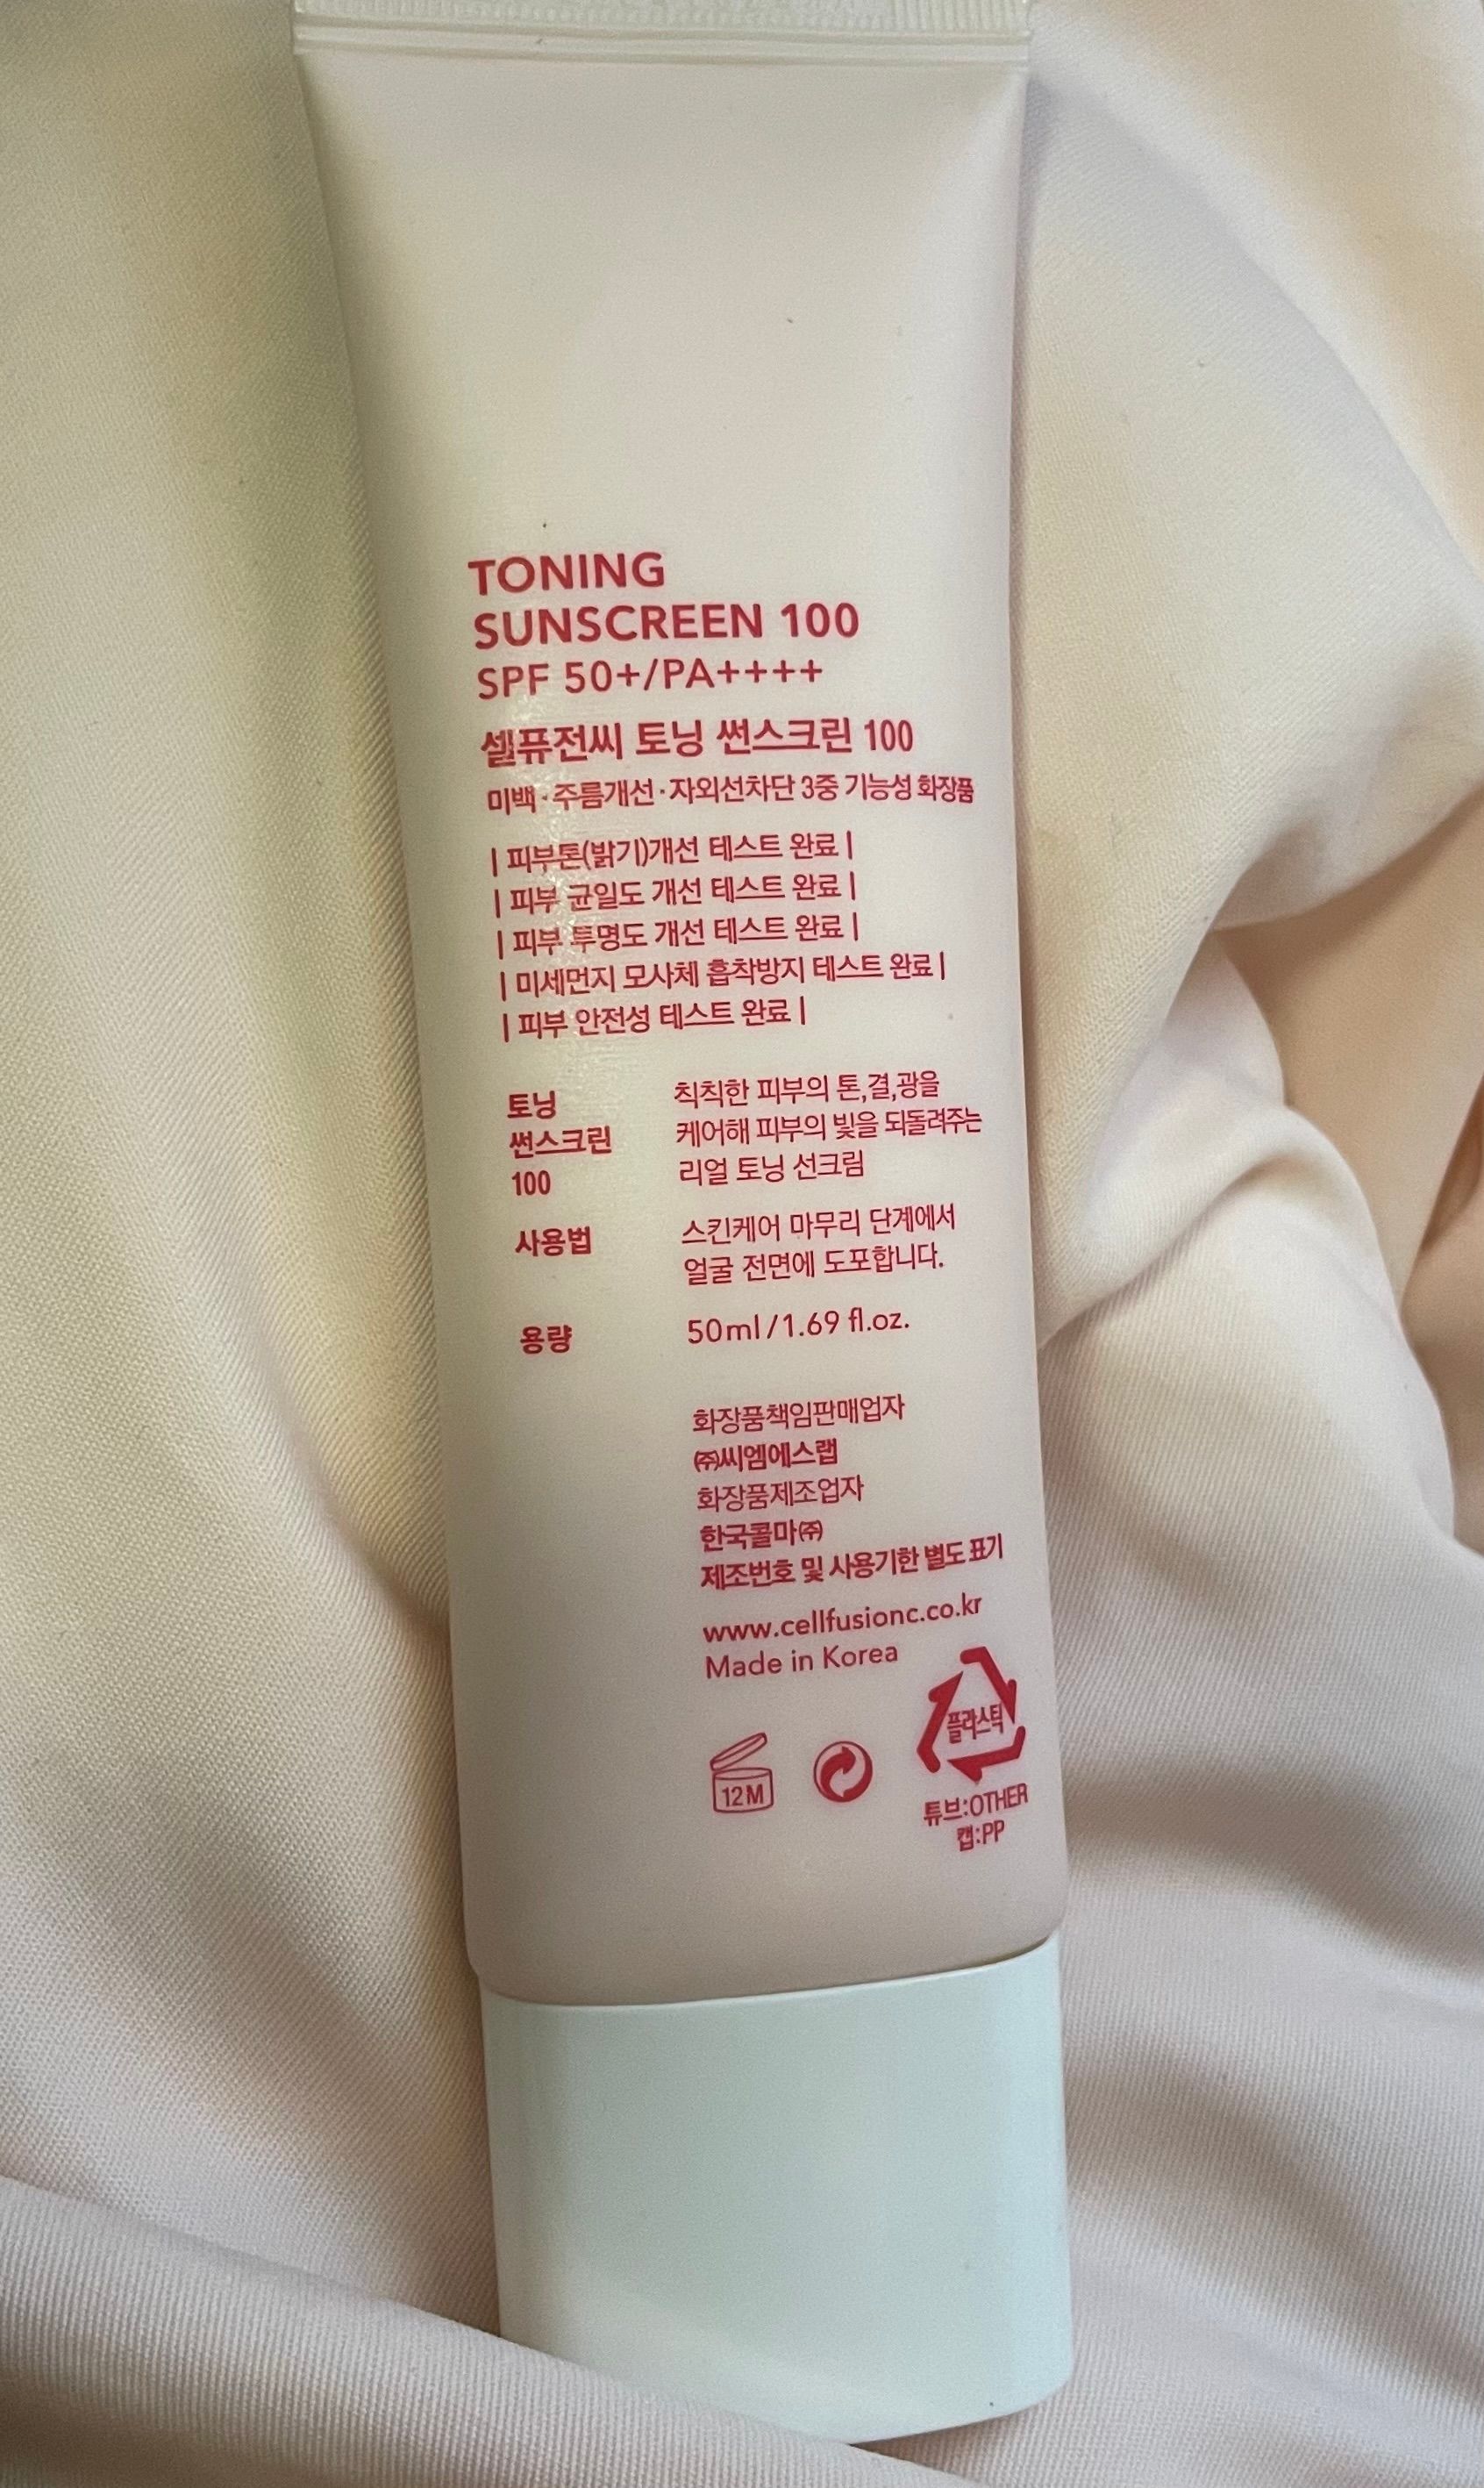 TONING
SUNSCREEN 100
SPF 50+/PA++++
셀퓨전씨 토닝 썬스크린 100
미백·주름개선·자외선차단 3중 기능성 화장품
| 피부톤(밝기)개선 테스트 완료 |
| 피부 균일도 개선 테스트 완료 |
| 피부 투명도 개선 테스트 완료 |
| 미세먼지 모사체 흡착방지 테스트 완료 |
| 피부 안전성 테스트 완료 |
토닝
썬스크린
100
칙칙한 피부의 톤,결,광을
케어해 피부의 빛을 되돌려주는
리얼 토닝 선크림
사용법
스킨케어 마무리 단계에서
얼굴 전면에 도포합니다.
용량
50ml/1.69 fl.oz.
화장품책임판매업자
㈜씨엠에스랩
화장품제조업자
한국콜마㈜
제조번호 및 사용기한 별도 표기
www.cellfusionc.co.kr
Made in Korea
12M
플라스틱
튜브:OTHER
캡:PP